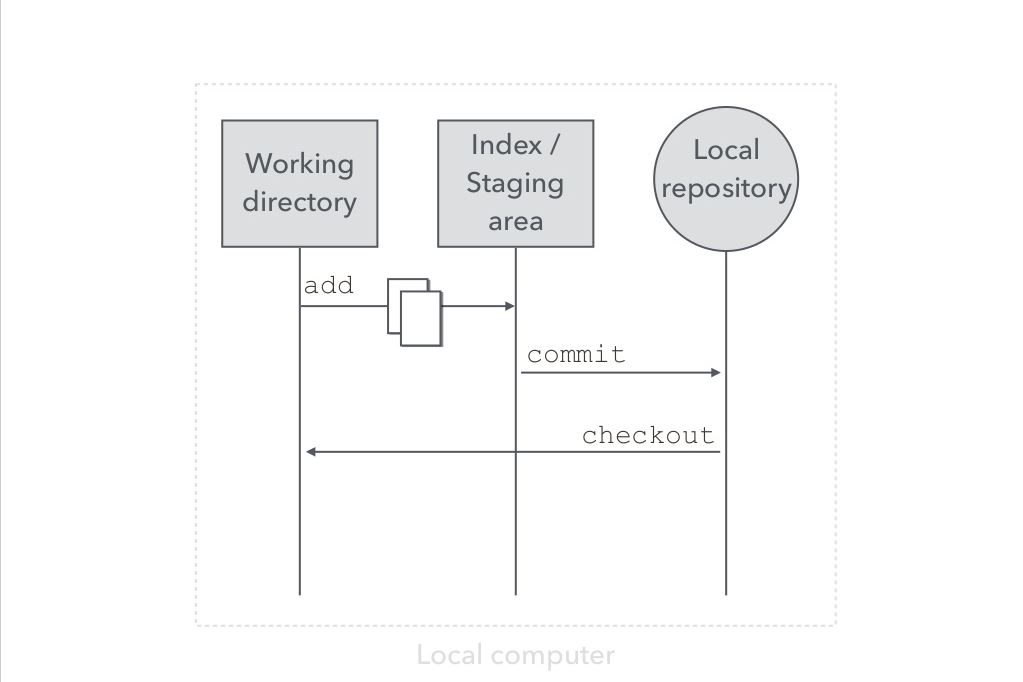 Working
directory
Index /
Staging
area
Local
repository
add
commit
checkout
Local computer